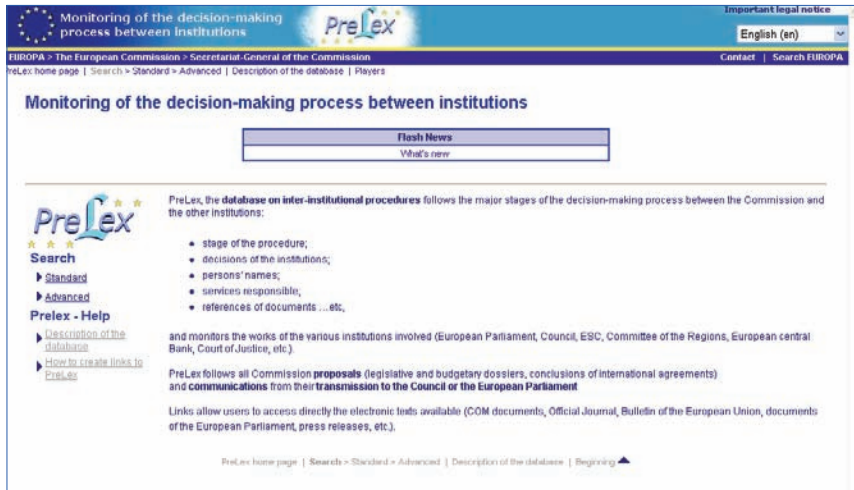 Important legal notice
Monitoring of the decision-making
process between institutions
PreLex
English (en)
EUROPA > The European Commission > Secretariat-General of the Commission
Contact | Search EUROPA
PreLex home page | Search > Standard > Advanced | Description of the database | Players
Monitoring of the decision-making process between institutions
Flash News
What's new
PreLex
Search
Standard
Advanced
Prelex - Help
Description of the
database
How to create links to
PreLex
PreLex, the database on inter-institutional procedures follows the major stages of the decision-making process between the Commission and
the other institutions:
• stage of the procedure;
• decisions of the institutions;
• persons' names;
• services responsible;
• references of documents ...etc,
and monitors the works of the various institutions involved (European Parliament, Council, ESC, Committee of the Regions, European central
Bank, Court of Justice, etc.).
PreLex follows all Commission proposals (legislative and budgetary dossiers, conclusions of international agreements)
and communications from their transmission to the Council or the European Parliament
Links allow users to access directly the electronic texts available (COM documents, Official Journal, Bulletin of the European Union, documents
of the European Parliament, press releases, etc.).
PreLex home page | Search > Standard > Advanced | Description of the database | Beginning